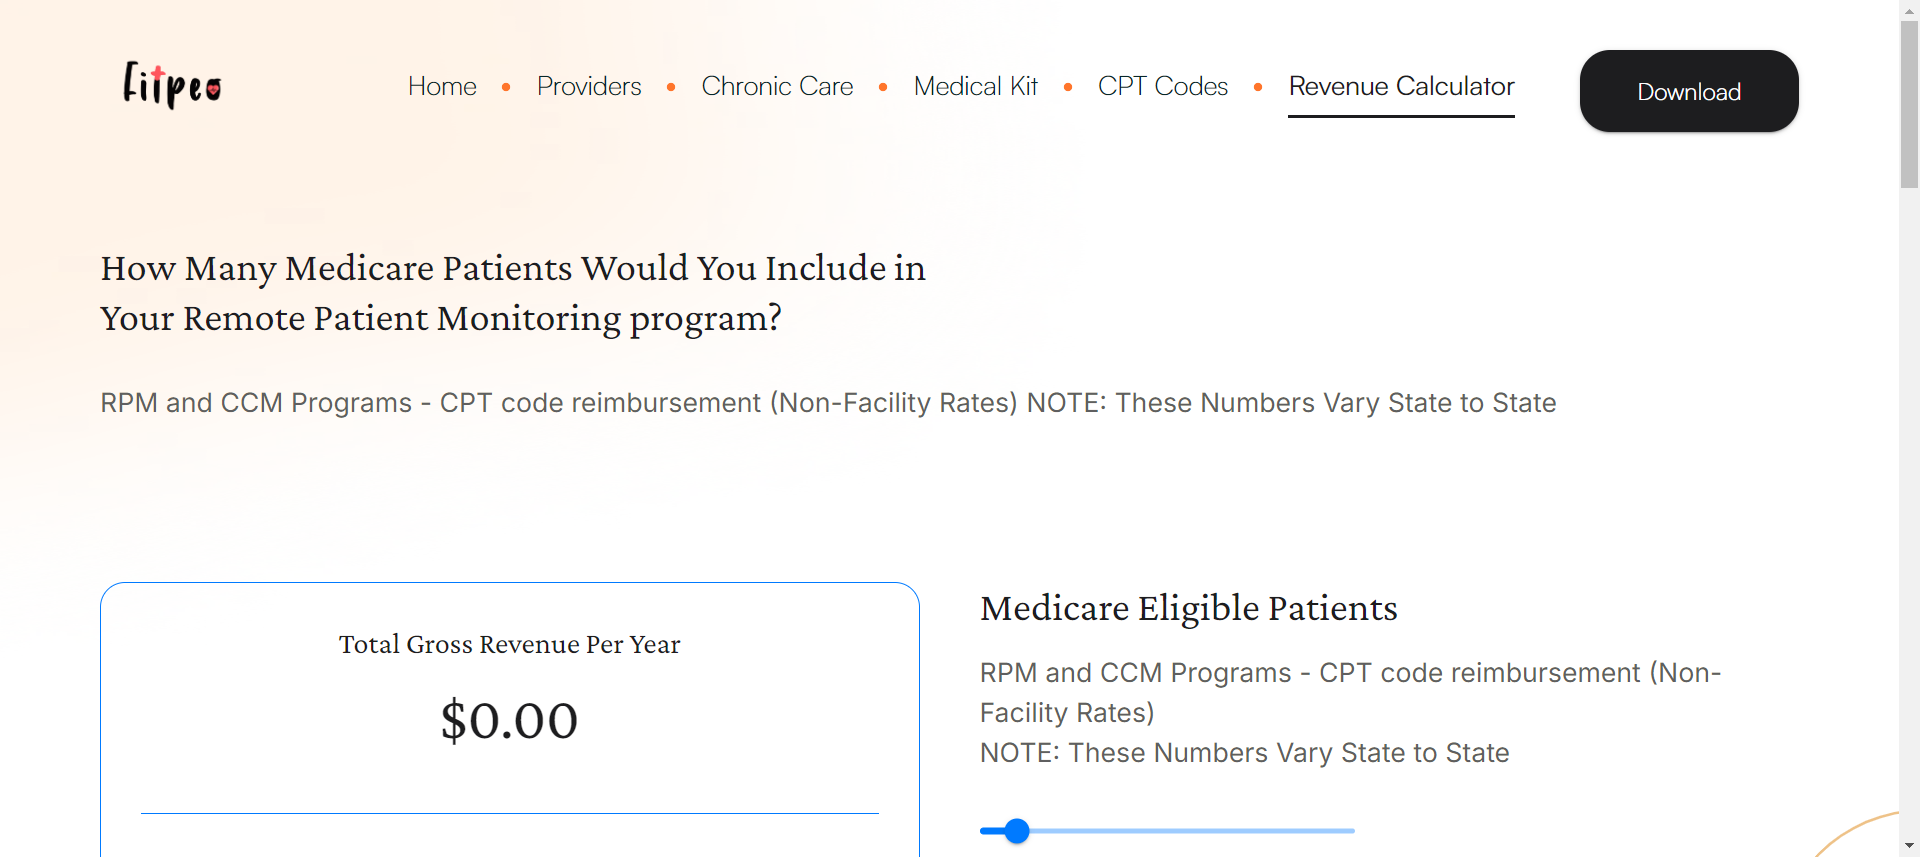 Fitpeo
Home
Providers
Chronic Care
Medical Kit
CPT Codes
Revenue Calculator
Download
How Many Medicare Patients Would You Include in
Your Remote Patient Monitoring program?
RPM and CCM Programs - CPT code reimbursement (Non-Facility Rates) NOTE: These Numbers Vary State to State
Total Gross Revenue Per Year
$0.00
Medicare Eligible Patients
RPM and CCM Programs - CPT code reimbursement (Non-
Facility Rates)
NOTE: These Numbers Vary State to State